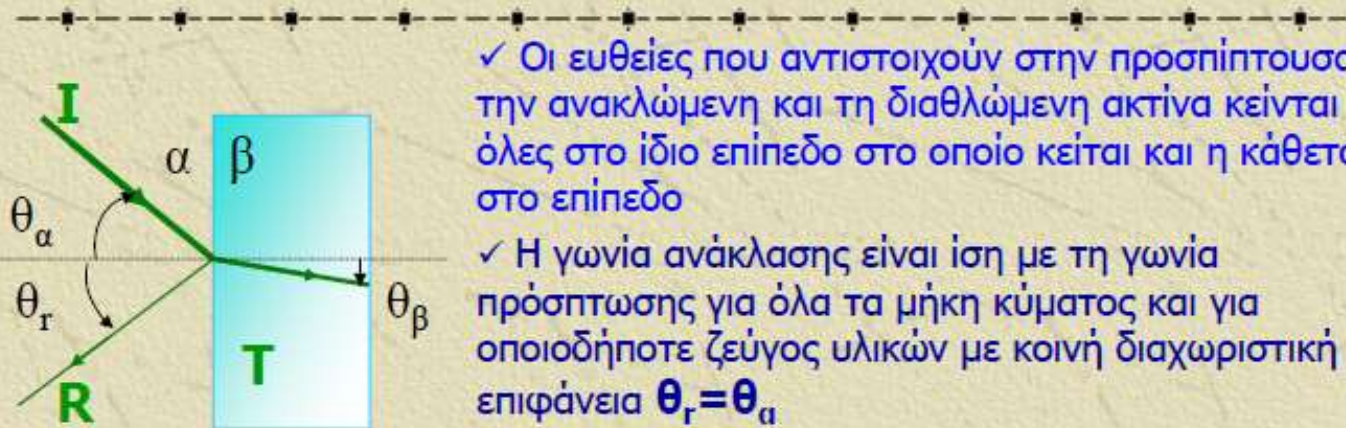 I
α
β
θα
θr
θβ
T
R
✓ Οι ευθείες που αντιστοιχούν στην προσπίπτουσα
την ανακλώμενη και τη διαθλώμενη ακτίνα κείνται
όλες στο ίδιο επίπεδο στο οποίο κείται και η κάθετο
στο επίπεδο
✓ Η γωνία ανάκλασης είναι ίση με τη γωνία
πρόσπτωσης για όλα τα μήκη κύματος και για
οποιοδήποτε ζεύγος υλικών με κοινή διαχωριστική
επιφάνεια θr=θα